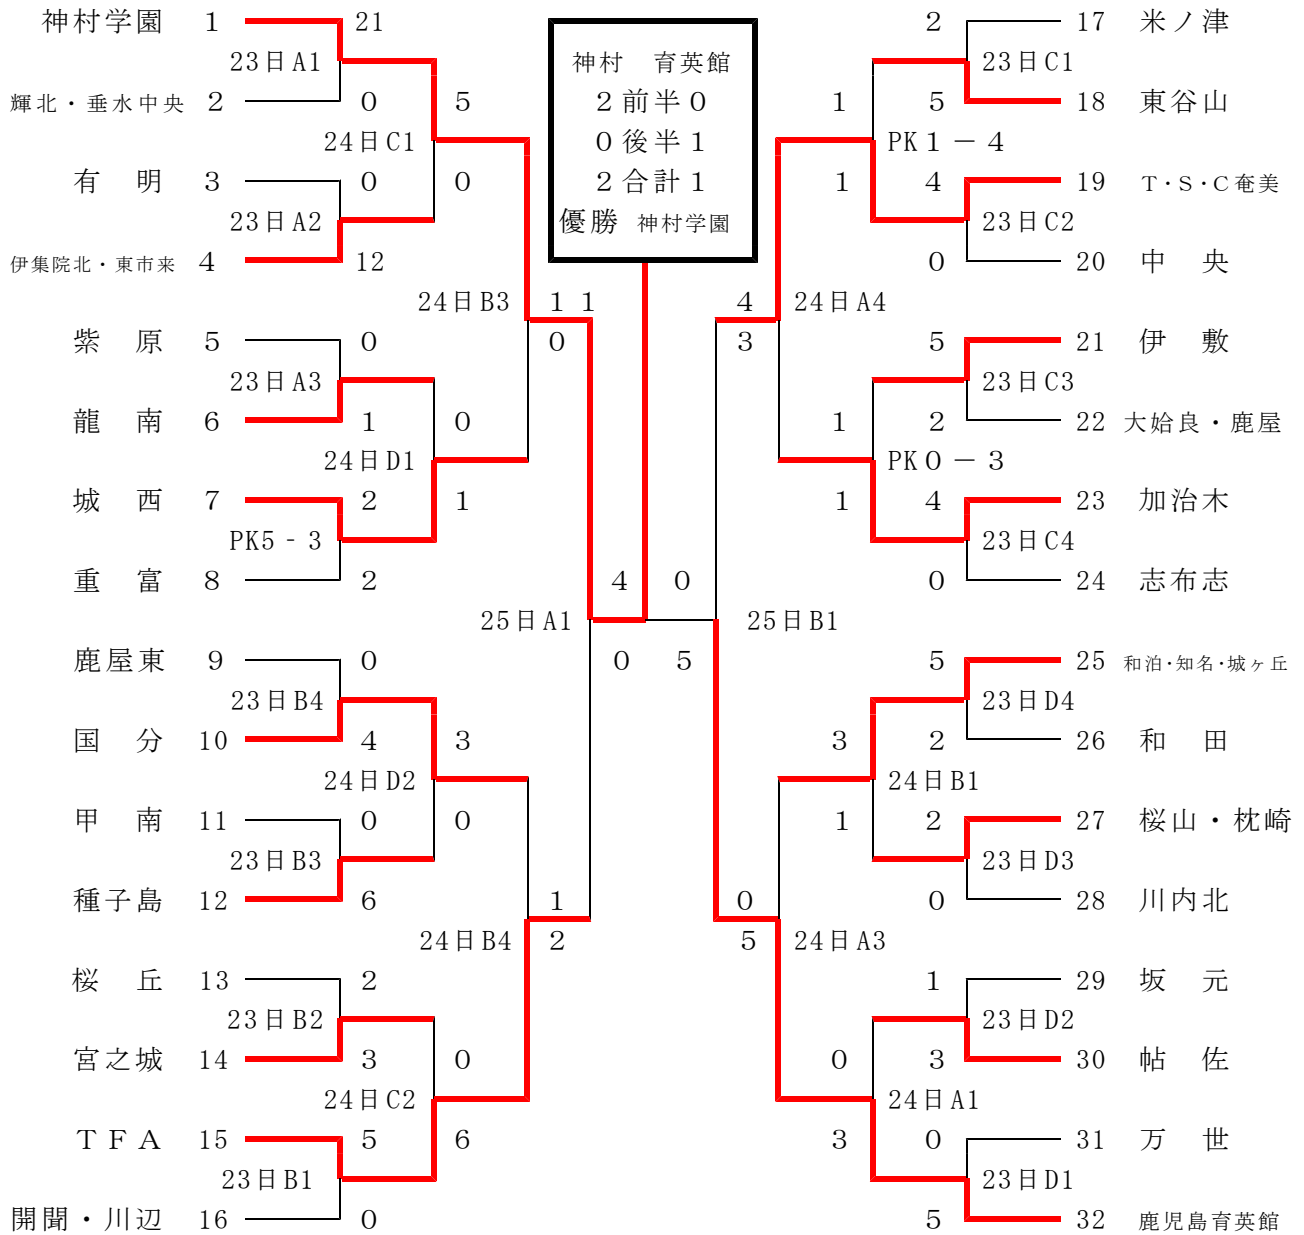 神村学園 1 21
23日A1
輝北・垂水中央 2 0 5
24日C1
有　明 3 0 0
23日A2
伊集院北・東市来 4 12
24日B3 11
紫　原 5 0 0
23日A3
龍　南 6 1 0
24日D1
城　西 7 2 1
PK5‐3
重　富 8 2 4
25日A1
鹿屋東 9 0 0
23日B4
国　分 10 4 3
24日D2
甲　南 11 0 0
23日B3
種子島 12 6 1
24日B4 2
桜　丘 13 2
23日B2
宮之城 14 3 0
24日C2
TFA 15 5 6
23日B1
開聞・川辺 16 0
神村　育英館
2前半0
0後半1
2合計1
優勝 神村学園
2 17 米ノ津
23日C1
1 5 18 東谷山
PK1－4
1 4 19 T・S・C奄美
23日C2
0 20 中　央
4 24日A4
3 5 21 伊　敷
23日C3
1 2 22 大姶良・鹿屋
PK0－3
1 4 23 加治木
23日C4
0 0 24 志布志
25日B1
5 5 25 和泊・知名・城ヶ丘
23日D4
3 2 26 和　田
24日B1
1 2 27 桜山・枕崎
23日D3
0 0 28 川内北
5 24日A3
1 29 坂　元
23日D2
0 3 30 帖　佐
24日A1
3 0 31 万　世
23日D1
5 32 鹿児島育英館